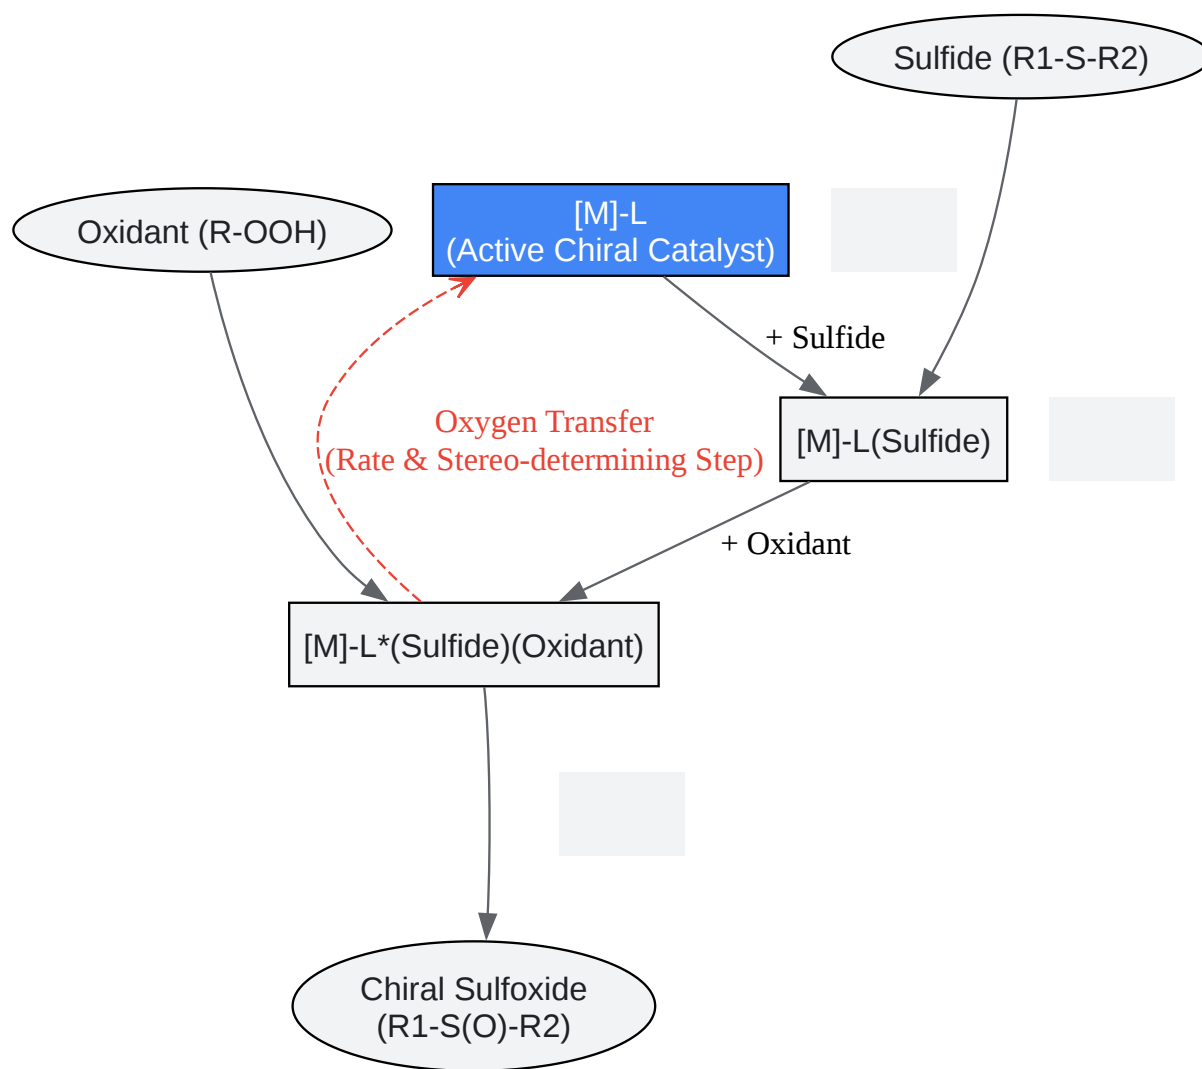 Sulfide (R1-S-R2)
[M]-L
(Active Chiral Catalyst)
Oxidant (R-OOH)
+ Sulfide
Oxygen Transfer
(Rate & Stereo-determining Step)
[M]-L(Sulfide)
+ Oxidant
[M]-L*(Sulfide)(Oxidant)
Chiral Sulfoxide
(R1-S(O)-R2)